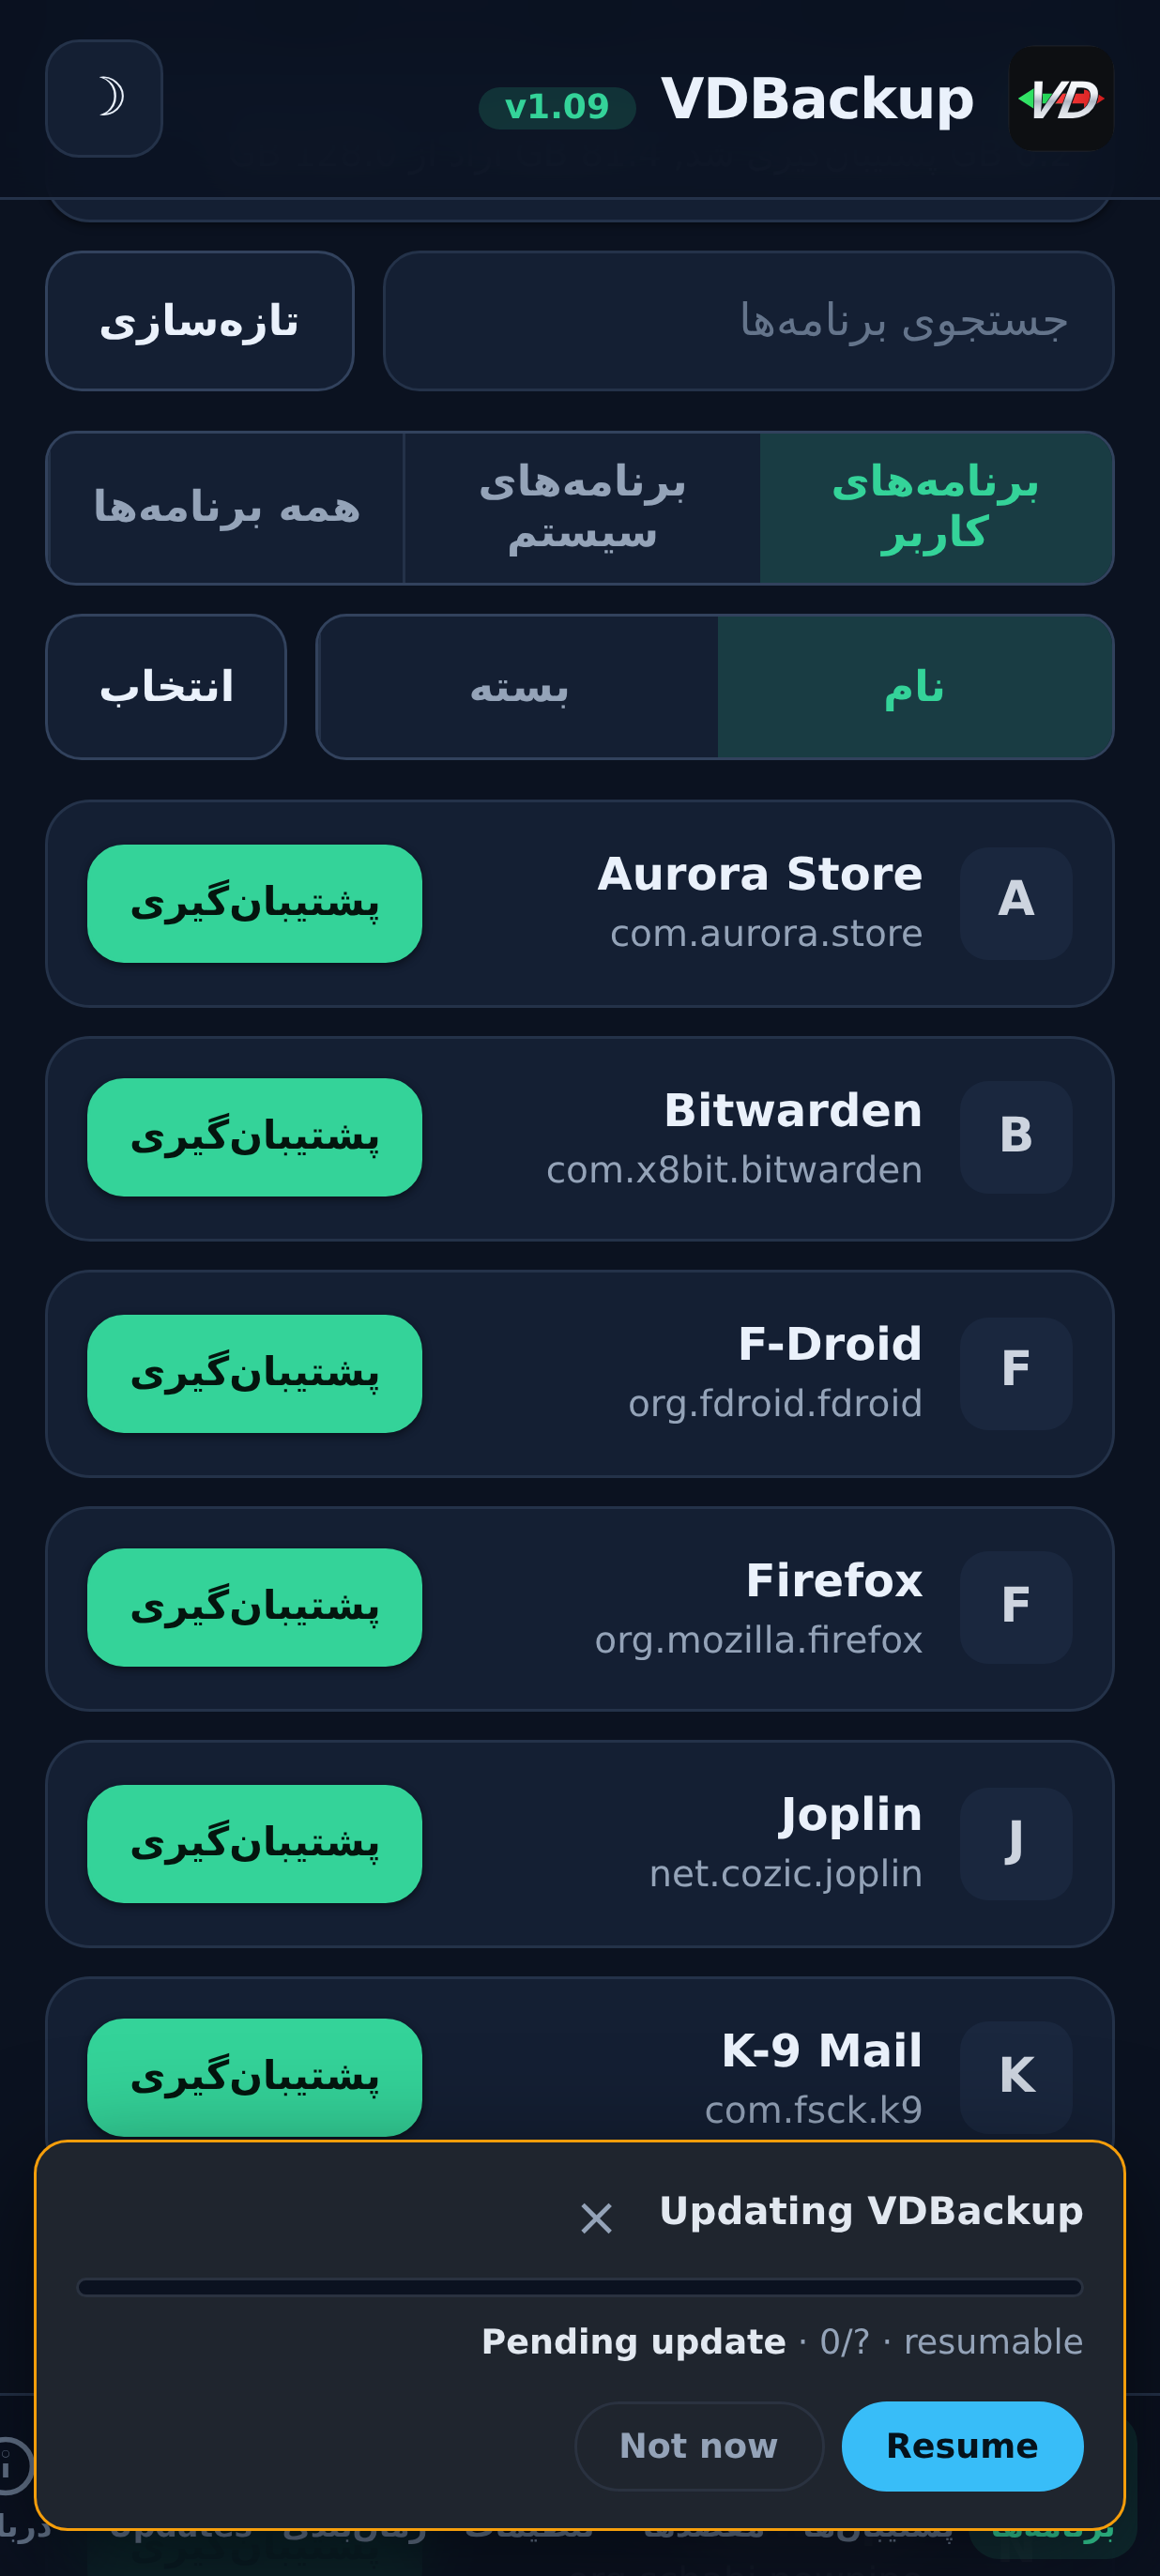 VD VDBackup v1.09
جستجوی برنامه‌ها تازه‌سازی
برنامه‌های کاربر برنامه‌های سیستم همه برنامه‌ها
نام بسته انتخاب
A Aurora Store پشتیبان‌گیری
com.aurora.store
B Bitwarden پشتیبان‌گیری
com.x8bit.bitwarden
F F-Droid پشتیبان‌گیری
org.fdroid.fdroid
F Firefox پشتیبان‌گیری
org.mozilla.firefox
J Joplin پشتیبان‌گیری
net.cozic.joplin
K K-9 Mail پشتیبان‌گیری
com.fsck.k9
Updating VDBackup ×
Pending update · 0/? · resumable
Resume Not now